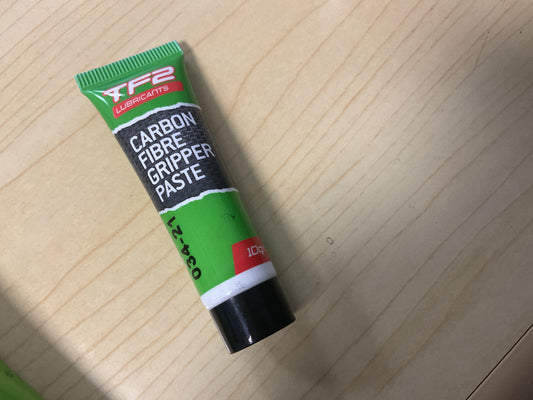 TF2
LUBRICANTS
CARBON
FIBRE
GRIPPER
PASTE
034-21
10g